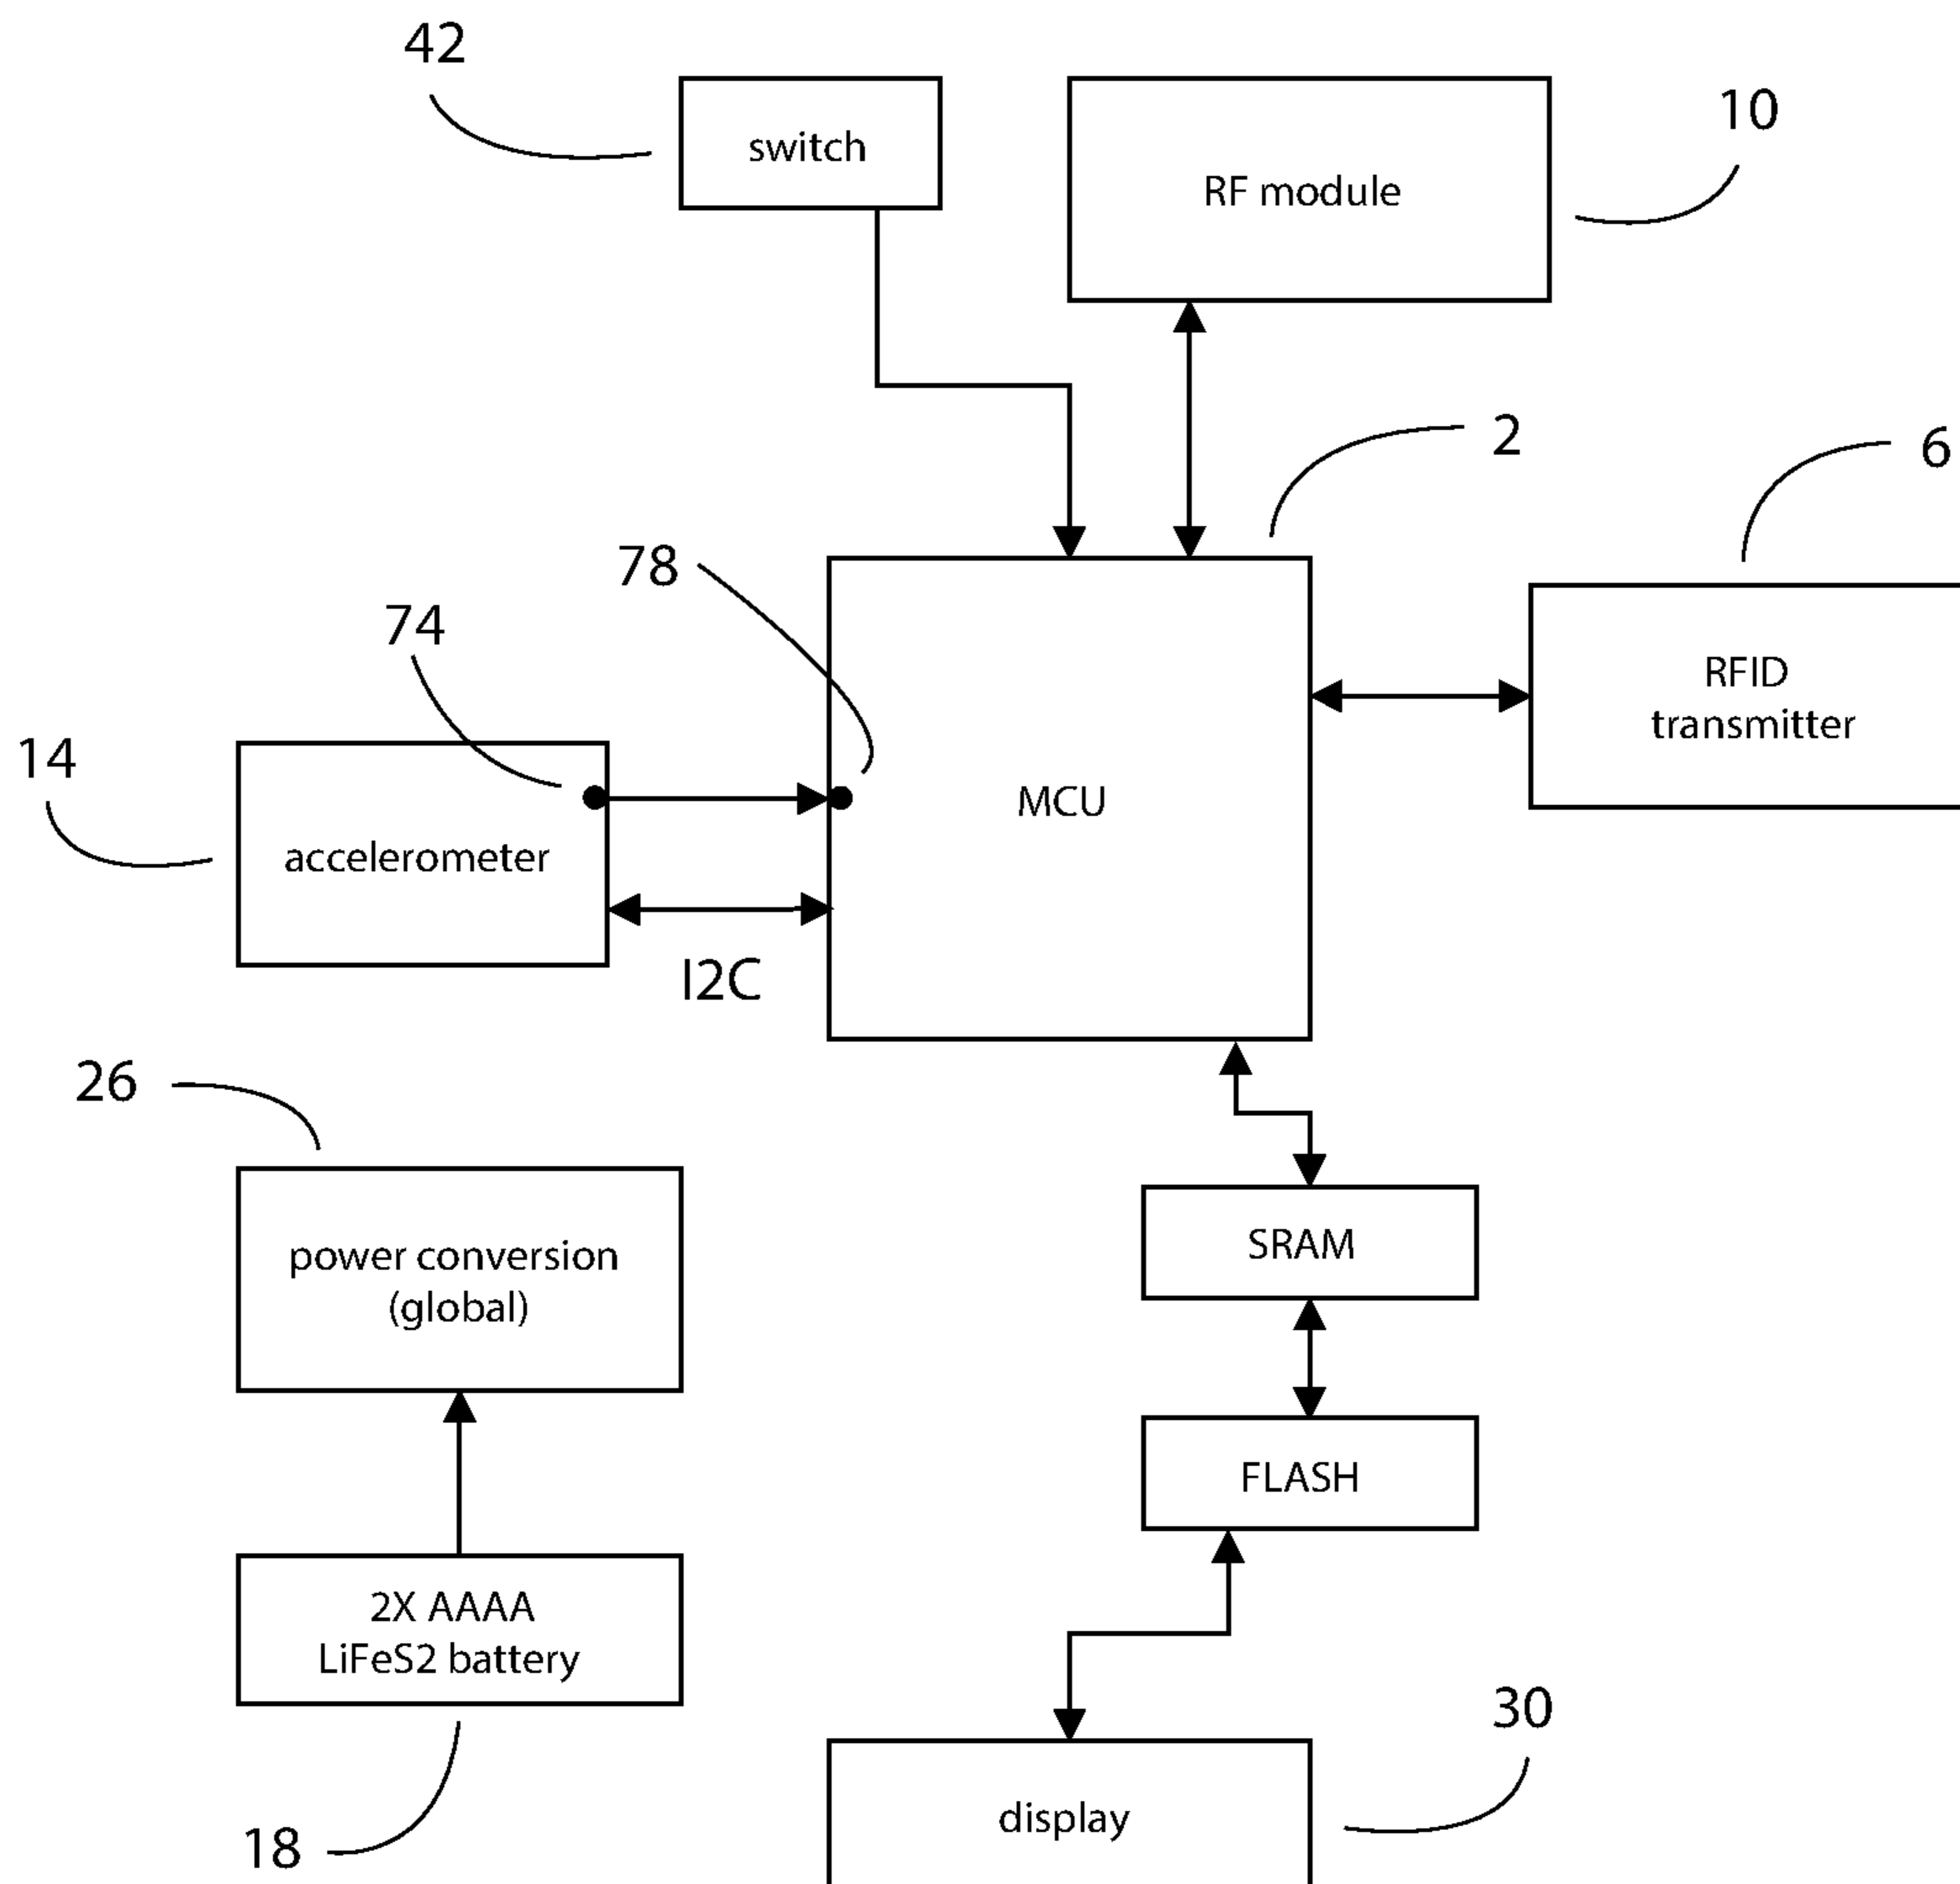 42
switch
RF module
10
2
6
78
74
RFID
transmitter
14
MCU
accelerometer
I2C
26
power conversion
(global)
SRAM
FLASH
2X AAAA
LiFeS2 battery
30
display
18